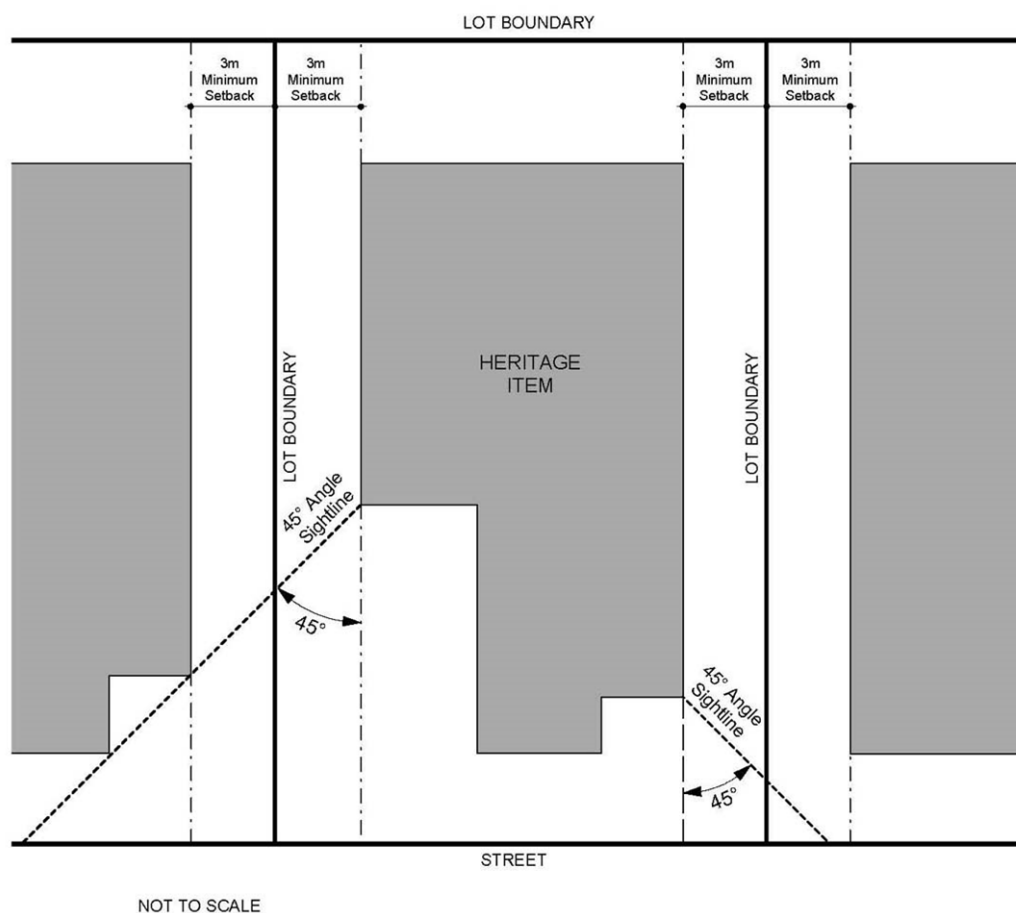 LOT BOUNDARY
3m
Minimum
Setback
3m
Minimum
Setback
3m
Minimum
Setback
3m
Minimum
Setback
HERITAGE
ITEM
LOT BOUNDARY
LOT BOUNDARY
45° Angle
Sightline
45°
45° Angle
Sightline
45°
STREET
NOT TO SCALE